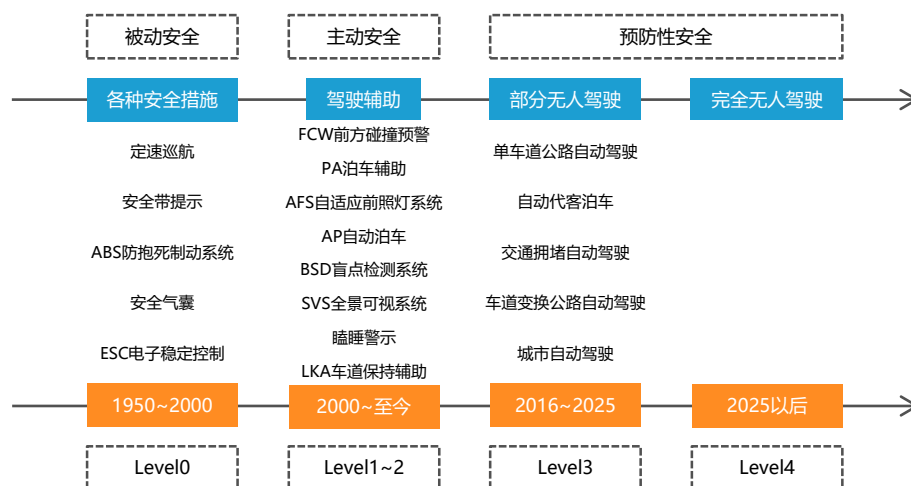 被动安全
主动安全
预防性安全
各种安全措施
驾驶辅助
部分无人驾驶
完全无人驾驶
定速巡航
安全带提示
ABS防抱死制动系统
安全气囊
ESC电子稳定控制
FCW前方碰撞预警
PA泊车辅助
AFS自适应前照灯系统
AP自动泊车
BSD盲点检测系统
SVS全景可视系统
瞌睡警示
LKA车道保持辅助
单车道公路自动驾驶
自动代客泊车
交通拥堵自动驾驶
车道变换公路自动驾驶
城市自动驾驶
1950~2000
2000~至今
2016~2025
2025以后
Level0
Level1~2
Level3
Level4